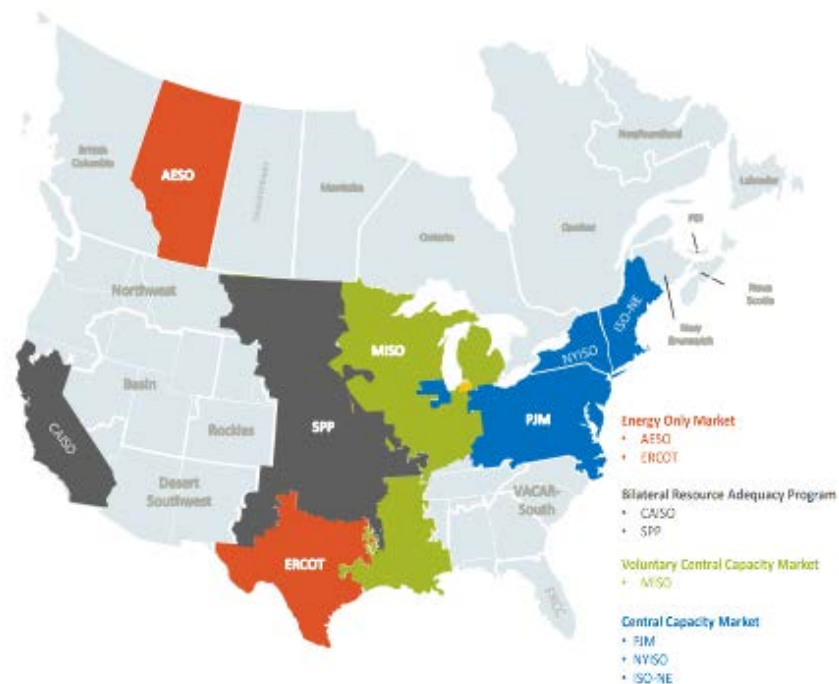 British
Columbia
AESO
Saskatchewan
Manitoba
Ontario
Quebec
Newfoundland
Labrador
PEI
Nova
Scotia
New
Brunswick
Northwest
MISO
ISO-NE
NYISO
Basin
CAISO
Rockies
SPP
PJM
Desert
Southwest
VACAR-
South
ERCOT
FRCC
Energy Only Market
• AESO
• ERCOT
Bilateral Resource Adequacy Program
• CAISO
• SPP
Voluntary Central Capacity Market
• MISO
Central Capacity Market
• PJM
• NYISO
• ISO-NE